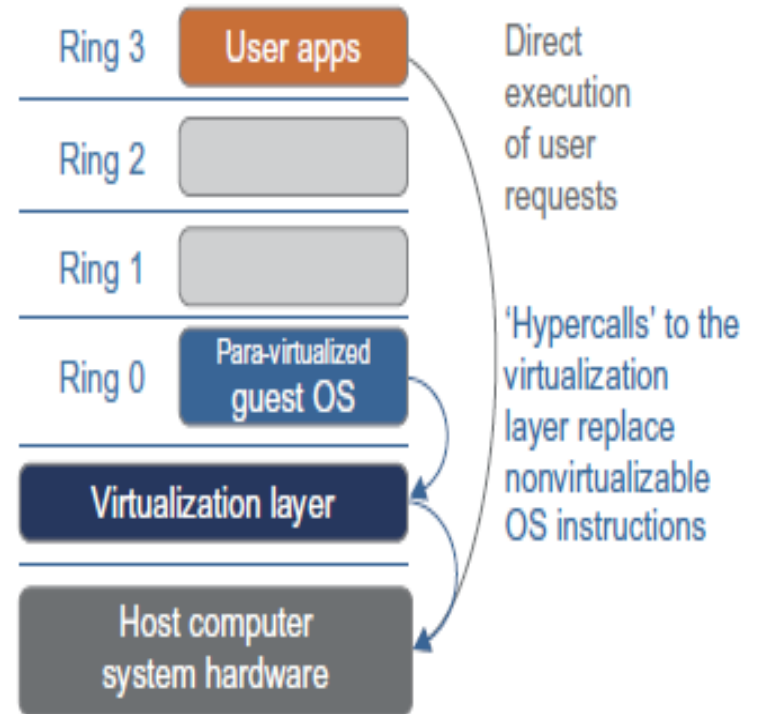 Ring 3
User apps
Direct
execution
of user
requests
Ring 2
Ring 1
Ring 0
Para-virtualized
guest OS
'Hypercalls' to the
virtualization
layer replace
nonvirtualizable
OS instructions
Virtualization layer
Host computer
system hardware